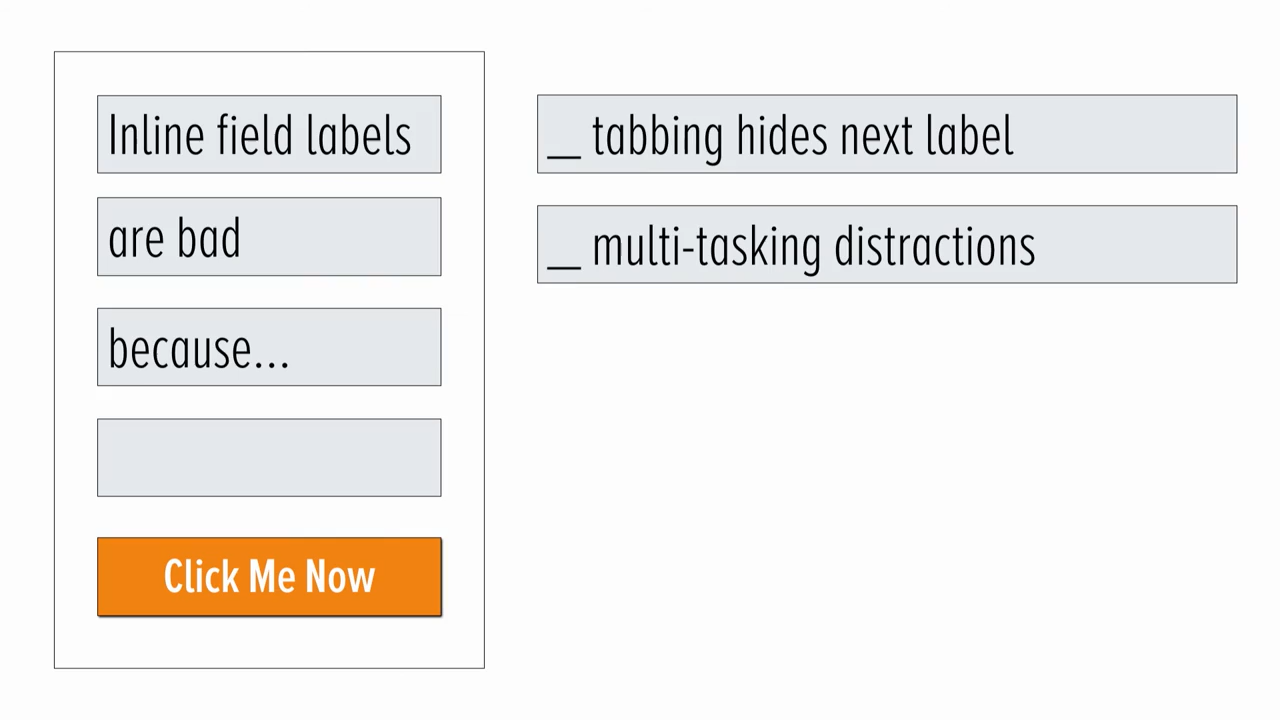 Inline field labels
are bad
because...
Click Me Now
__ tabbing hides next label
__ multi-tasking distractions